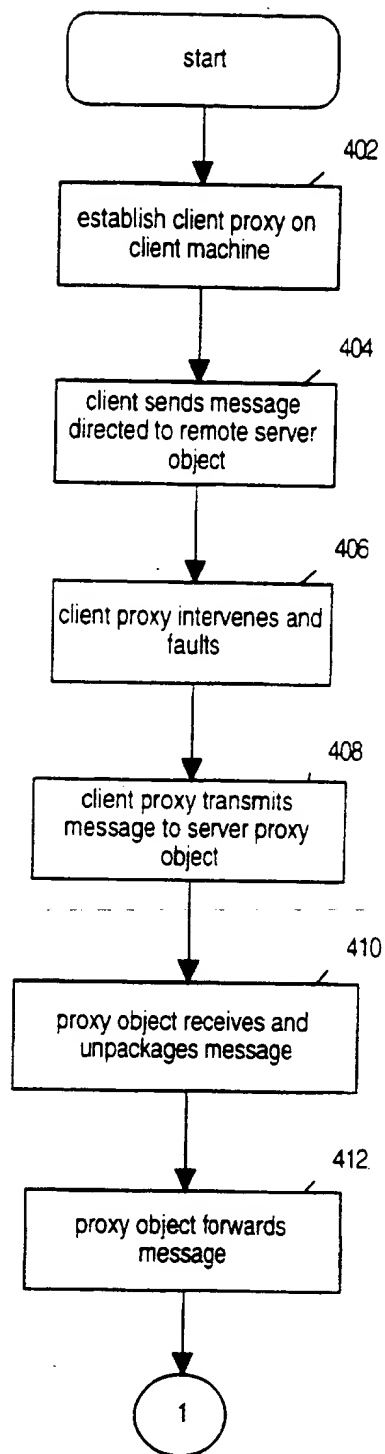 start
402
establish client proxy on
client machine
404
client sends message
directed to remote server
object
406
client proxy intervenes and
faults
408
client proxy transmits
message to server proxy
object
410
proxy object receives and
unpackages message
412
proxy object forwards
message
1